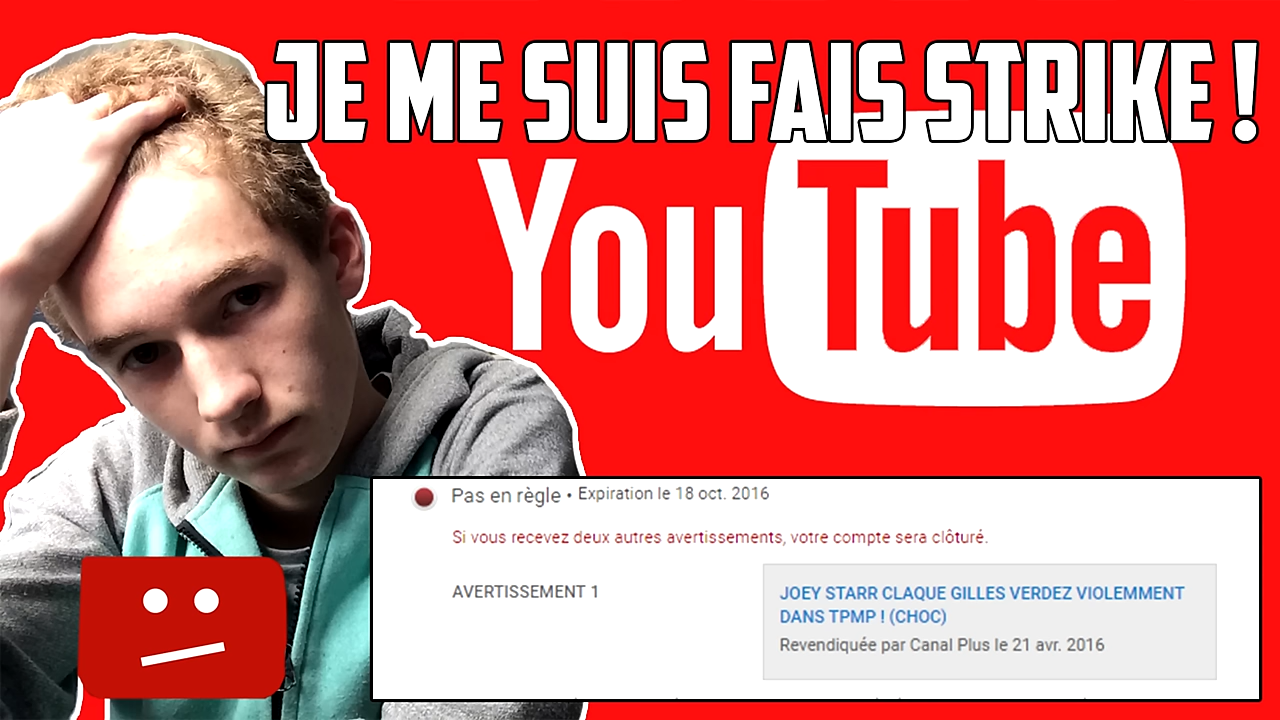 JE ME SUIS FAIS STRIKE !
YouTube
Pas en règle • Expiration le 18 oct. 2016
Si vous recevez deux autres avertissements, votre compte sera clôturé.
AVERTISSEMENT 1
JOEY STARR CLAQUE GILLES VERDEZ VIOLEMMENT
DANS TPMP ! (CHOC)
Revendiquée par Canal Plus le 21 avr. 2016